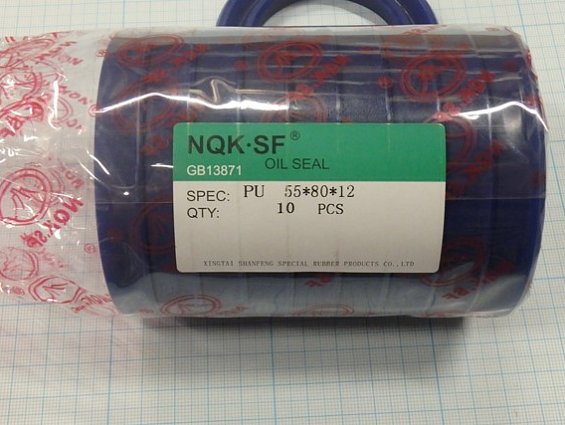 NQK·SF®
OIL SEAL
GB13871
SPEC: PU 55*80*12
QTY: 10 PCS
XINGTAI SHANFENG SPECIAL RUBBER PRODUCTS CO.,LTD